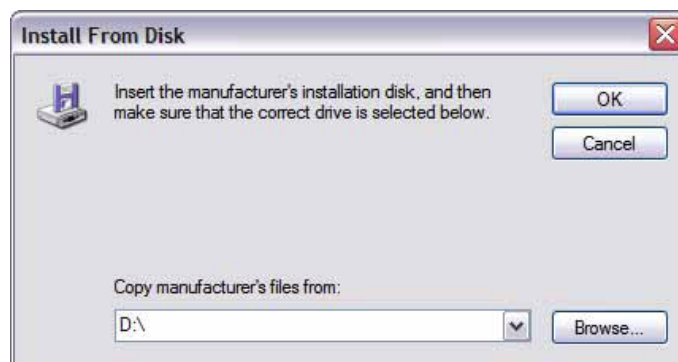 Install From Disk
Insert the manufacturer's installation disk, and then
make sure that the correct drive is selected below.
OK
Cancel
Copy manufacturer's files from:
D:\
Browse...